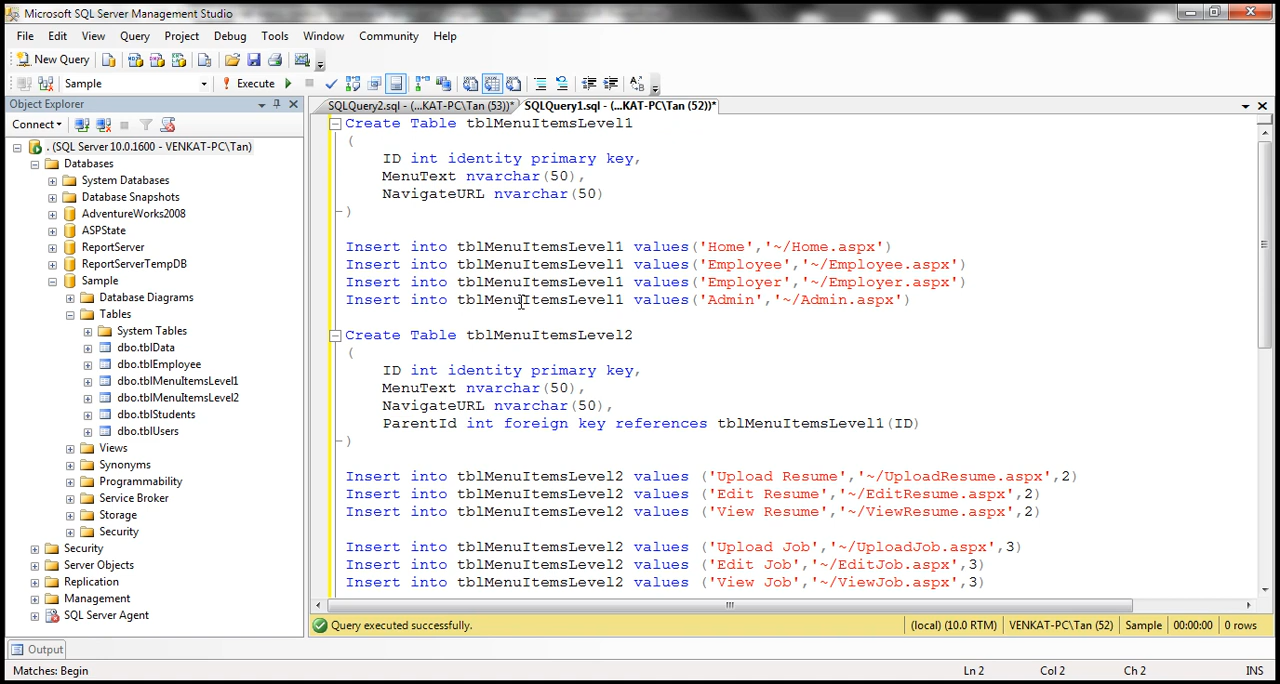 Microsoft SQL Server Management Studio
File Edit View Query Project Debug Tools Window Community Help
New Query
Sample Execute
Object Explorer
SQLQuery2.sql - (...KAT-PC\Tan (53))* SQLQuery1.sql - (...KAT-PC\Tan (52))*
Connect
. (SQL Server 10.0.1600 - VENKAT-PC\Tan)
Databases
System Databases
Database Snapshots
AdventureWorks2008
ASPState
ReportServer
ReportServerTempDB
Sample
Database Diagrams
Tables
System Tables
dbo.tblData
dbo.tblEmployee
dbo.tblMenuItemsLevel1
dbo.tblMenuItemsLevel2
dbo.tblStudents
dbo.tblUsers
Views
Synonyms
Programmability
Service Broker
Storage
Security
Security
Server Objects
Replication
Management
SQL Server Agent
Create Table tblMenuItemsLevel1
(
ID int identity primary key,
MenuText nvarchar(50),
NavigateURL nvarchar(50)
)
Insert into tblMenuItemsLevel1 values('Home','~/Home.aspx')
Insert into tblMenuItemsLevel1 values('Employee','~/Employee.aspx')
Insert into tblMenuItemsLevel1 values('Employer','~/Employer.aspx')
Insert into tblMenuItemsLevel1 values('Admin','~/Admin.aspx')
Create Table tblMenuItemsLevel2
(
ID int identity primary key,
MenuText nvarchar(50),
NavigateURL nvarchar(50),
ParentId int foreign key references tblMenuItemsLevel1(ID)
)
Insert into tblMenuItemsLevel2 values ('Upload Resume','~/UploadResume.aspx',2)
Insert into tblMenuItemsLevel2 values ('Edit Resume','~/EditResume.aspx',2)
Insert into tblMenuItemsLevel2 values ('View Resume','~/ViewResume.aspx',2)
Insert into tblMenuItemsLevel2 values ('Upload Job','~/UploadJob.aspx',3)
Insert into tblMenuItemsLevel2 values ('Edit Job','~/EditJob.aspx',3)
Insert into tblMenuItemsLevel2 values ('View Job','~/ViewJob.aspx',3)
Query executed successfully. (local) (10.0 RTM) VENKAT-PC\Tan (52) Sample 00:00:00 0 rows
Output
Matches: Begin Ln 2 Col 2 Ch 2 INS